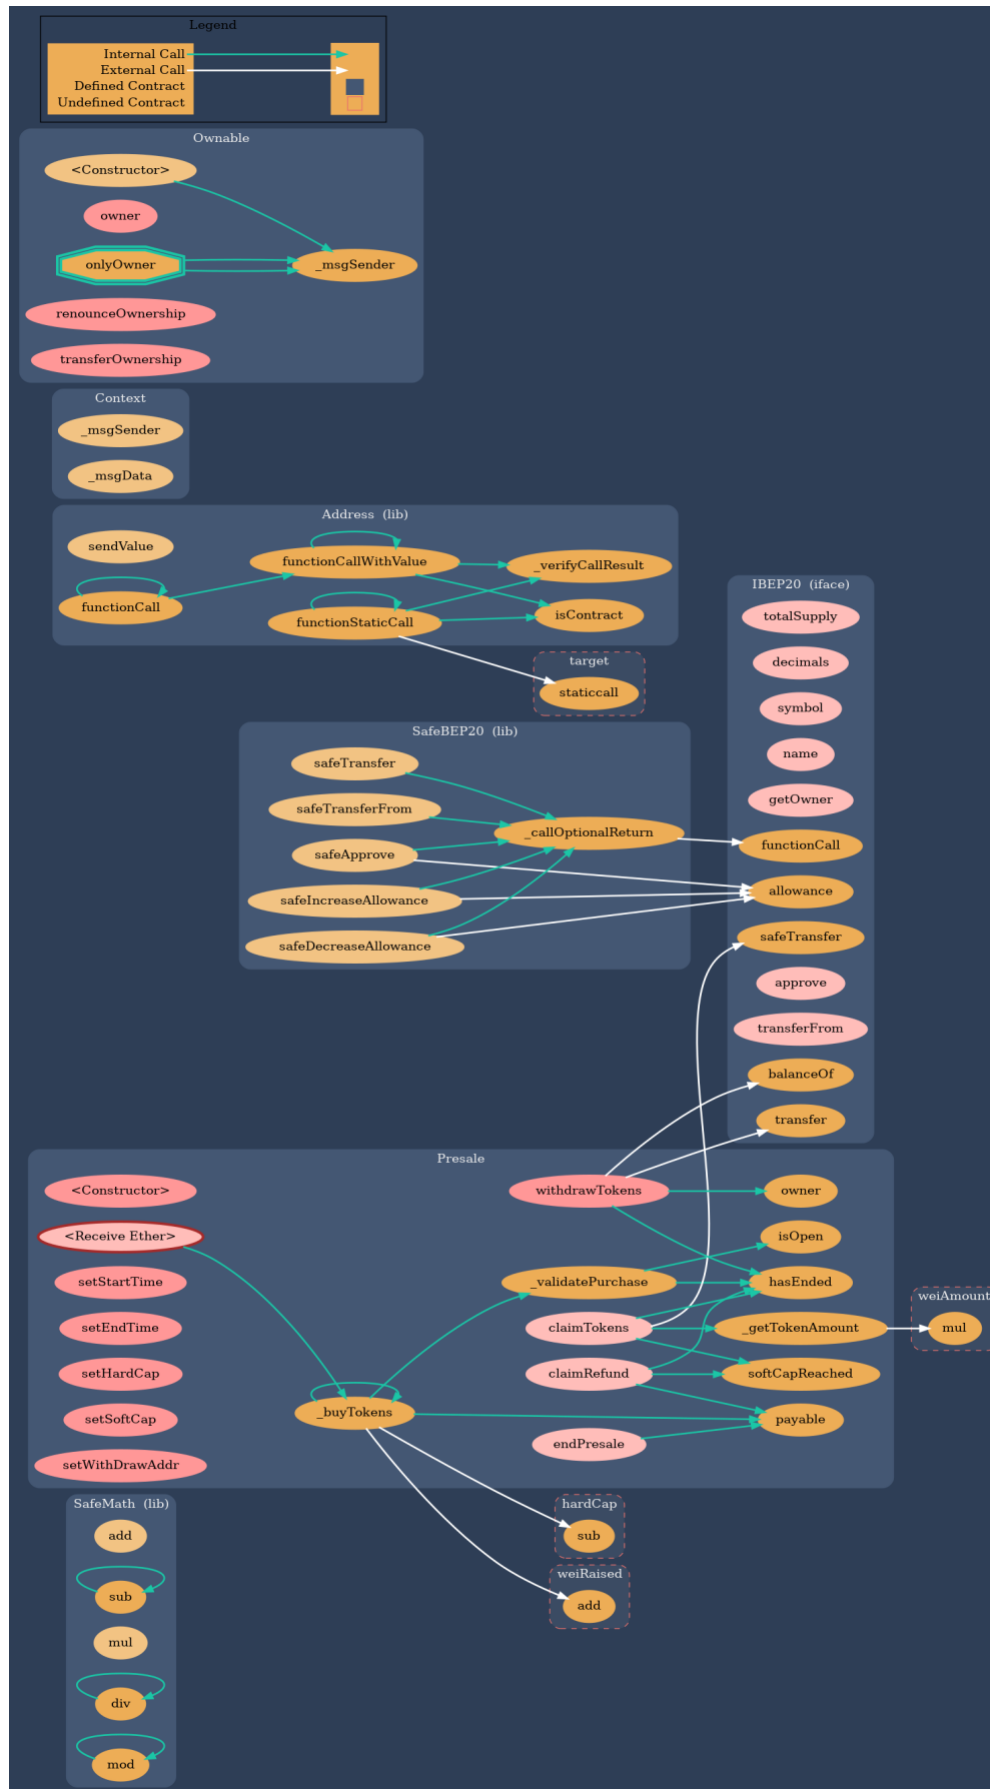 Legend
Internal Call
External Call
Defined Contract
Undefined Contract
Ownable
<Constructor>
owner
onlyOwner
_msgSender
renounceOwnership
transferOwnership
Context
_msgSender
_msgData
Address (lib)
sendValue
functionCall
functionCallWithValue
functionStaticCall
_verifyCallResult
isContract
target
staticcall
IBEP20 (iface)
totalSupply
decimals
symbol
name
getOwner
functionCall
allowance
safeTransfer
approve
transferFrom
balanceOf
transfer
SafeBEP20 (lib)
safeTransfer
safeTransferFrom
safeApprove
safeIncreaseAllowance
safeDecreaseAllowance
_callOptionalReturn
Presale
<Constructor>
<Receive Ether>
setStartTime
setEndTime
setHardCap
setSoftCap
setWithDrawAddr
_buyTokens
withdrawTokens
_validatePurchase
claimTokens
claimRefund
endPresale
owner
isOpen
hasEnded
_getTokenAmount
softCapReached
payable
weiAmount
mul
hardCap
sub
weiRaised
add
SafeMath (lib)
add
sub
mul
div
mod